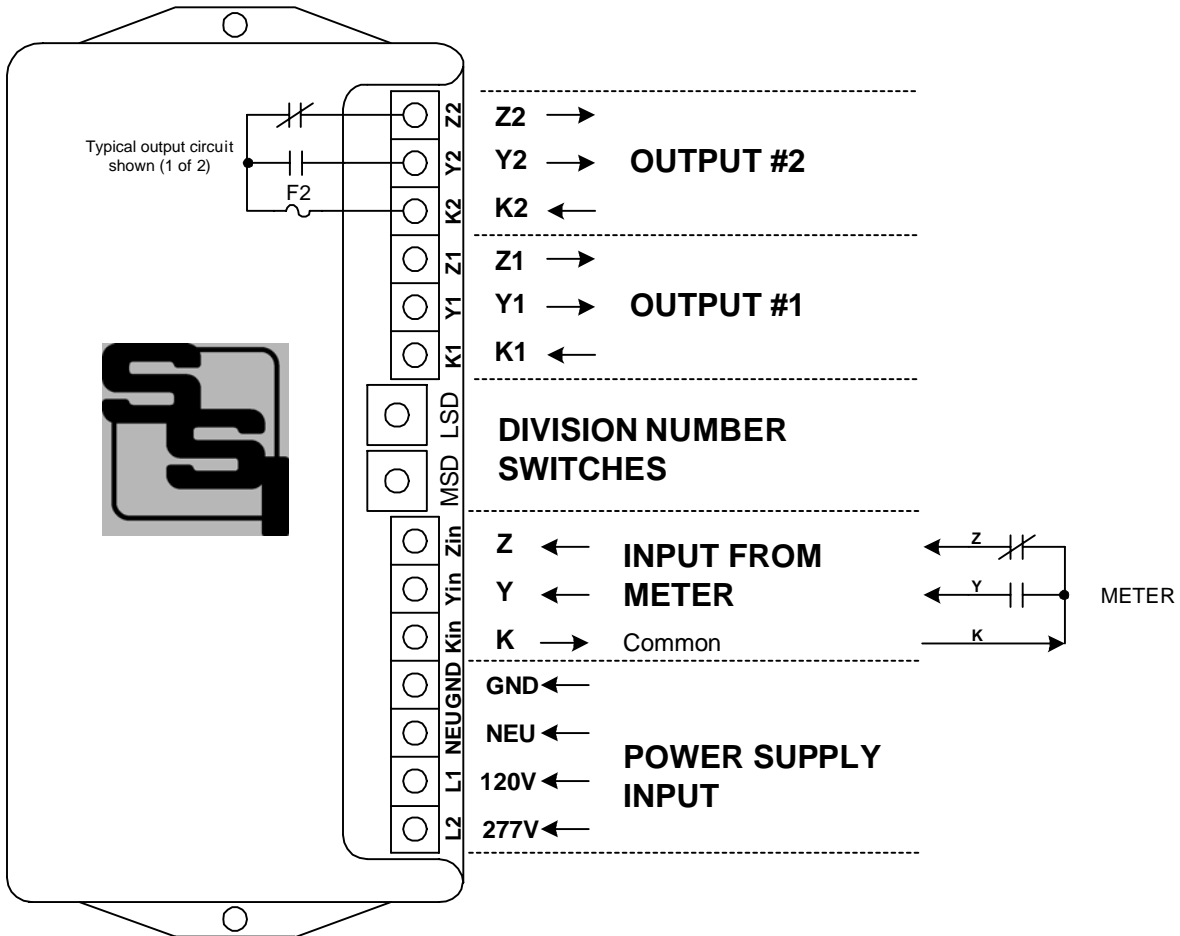 Typical output circuit
shown (1 of 2)
F2
Z2
Y2
K2
Z1
Y1
K1
LSD
MSD
Zin
Yin
Kin
GND
NEU
L1
L2
Z2
Y2
K2
OUTPUT #2
Z1
Y1
K1
OUTPUT #1
DIVISION NUMBER
SWITCHES
Z
Y
K
INPUT FROM
METER
Common
Z
Y
K
METER
GND
NEU
120V
277V
POWER SUPPLY
INPUT
SSI